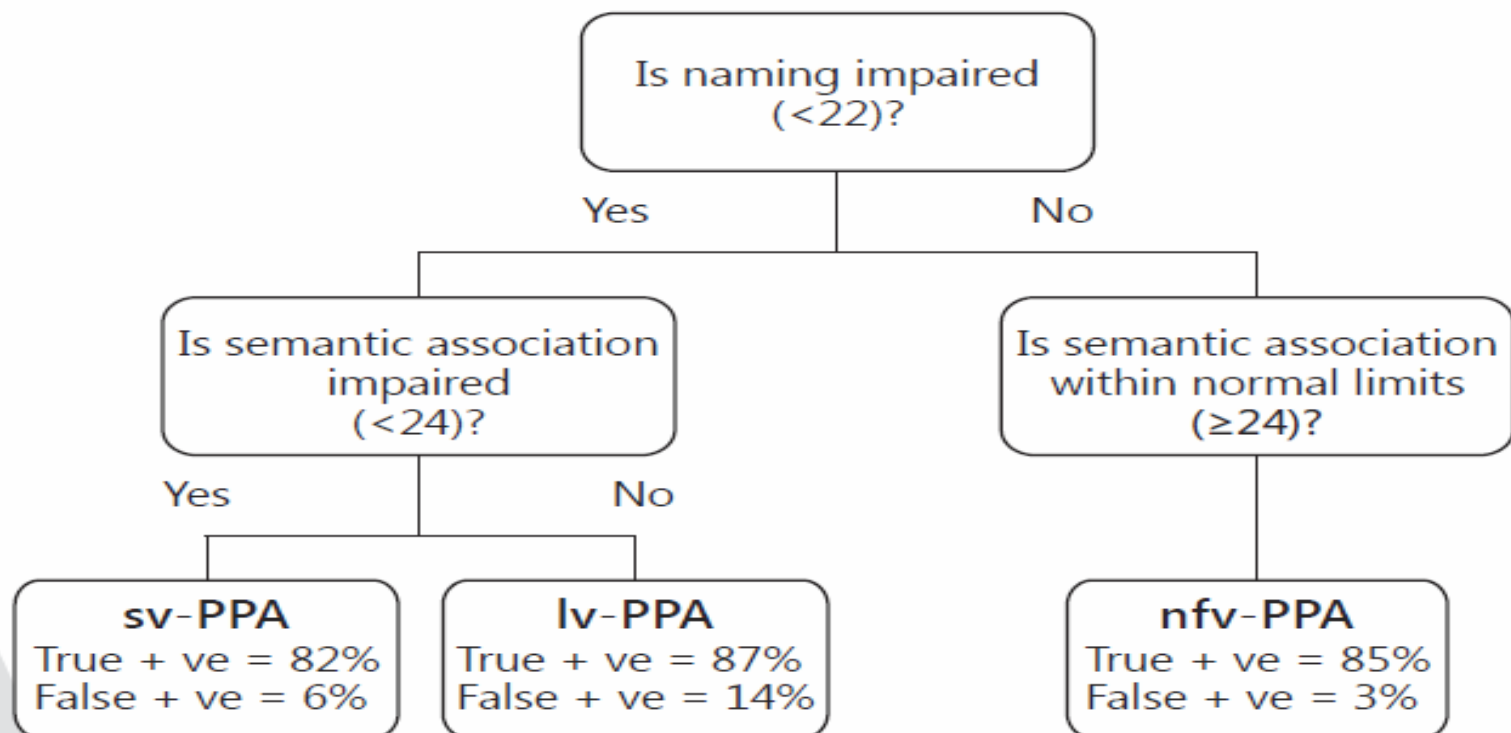 Is naming impaired
(<22)?
Yes
No
Is semantic association
impaired
(<24)?
Is semantic association
within normal limits
(≥24)?
Yes
No
sv-PPA
True + ve = 82%
False + ve = 6%
lv-PPA
True + ve = 87%
False + ve = 14%
nfv-PPA
True + ve = 85%
False + ve = 3%